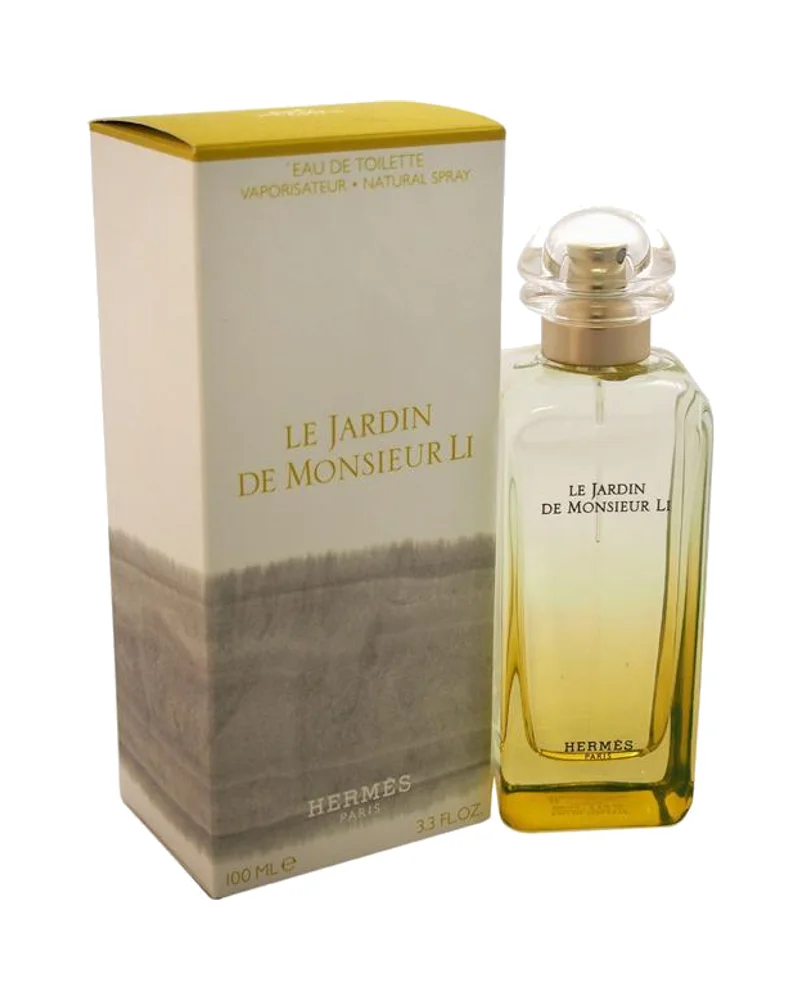 EAU DE TOILETTE
VAPORISATEUR • NATURAL SPRAY
LE JARDIN
DE MONSIEUR LI
HERMÈS
PARIS
100 ML ℮
3.3 FL.OZ.
LE JARDIN
DE MONSIEUR LI
HERMÈS
PARIS